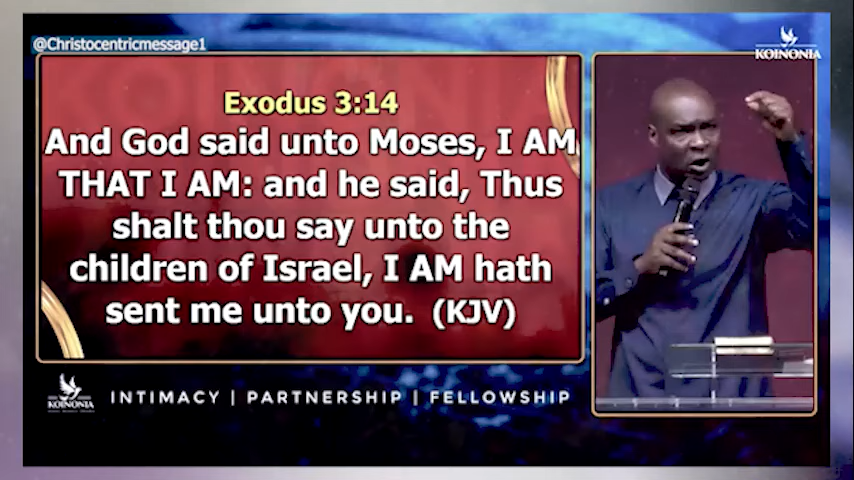 @Christocentricmessage1
KOINONIA
Exodus 3:14
And God said unto Moses, I AM
THAT I AM: and he said, Thus
shalt thou say unto the
children of Israel, I AM hath
sent me unto you. (KJV)
KOINONIA
INTIMACY | PARTNERSHIP | FELLOWSHIP